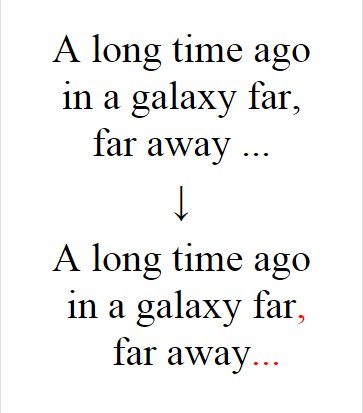 A long time ago
in a galaxy far,
far away ...
↓
A long time ago
in a galaxy far,
far away...